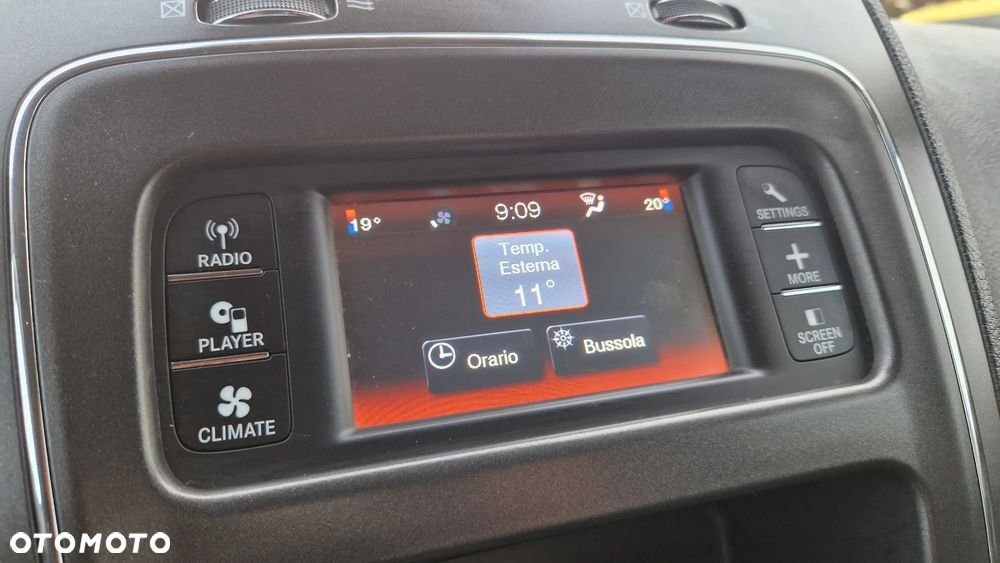 RADIO
PLAYER
CLIMATE
19°
9:09
20°
Temp.
Esterna
11°
Orario
Bussola
SETTINGS
MORE
SCREEN
OFF
OTOMOTO